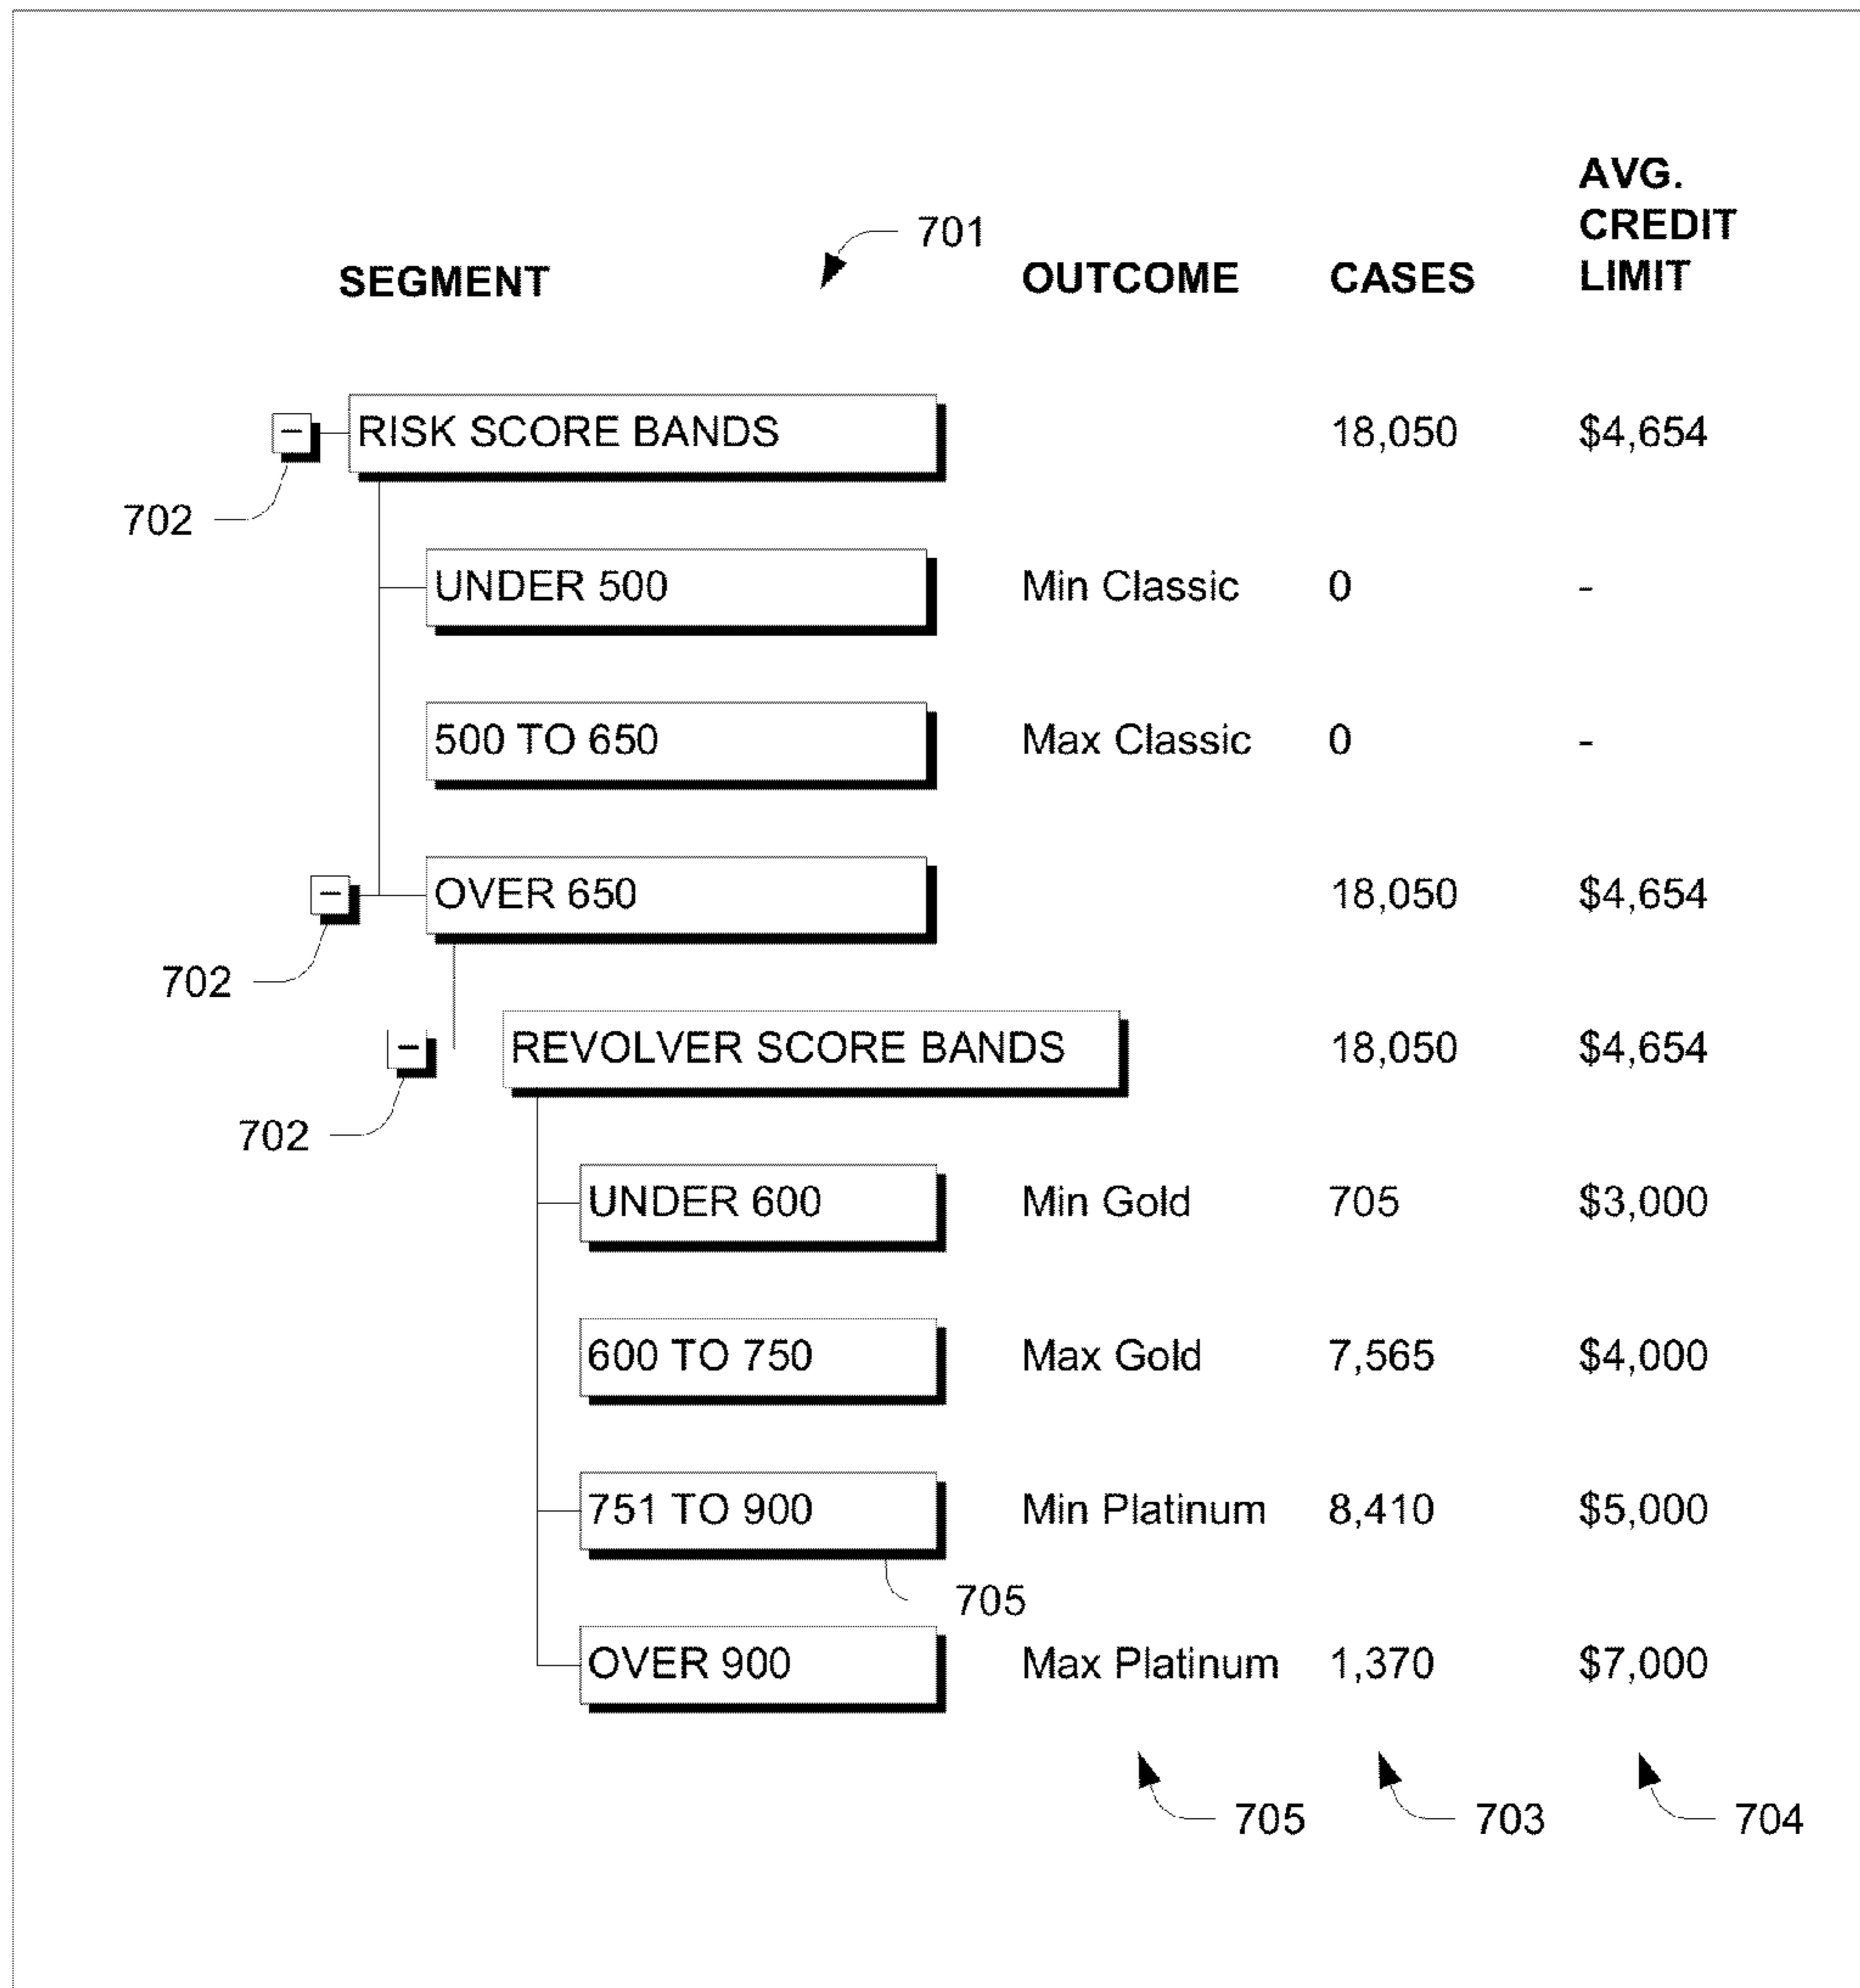 AVG.
CREDIT
LIMIT
701
SEGMENT OUTCOME CASES
RISK SCORE BANDS 18,050 $4,654
702
UNDER 500 Min Classic 0 -
500 TO 650 Max Classic 0 -
OVER 650 18,050 $4,654
702
REVOLVER SCORE BANDS 18,050 $4,654
702
UNDER 600 Min Gold 705 $3,000
600 TO 750 Max Gold 7,565 $4,000
751 TO 900 Min Platinum 8,410 $5,000
705
OVER 900 Max Platinum 1,370 $7,000
705 703 704